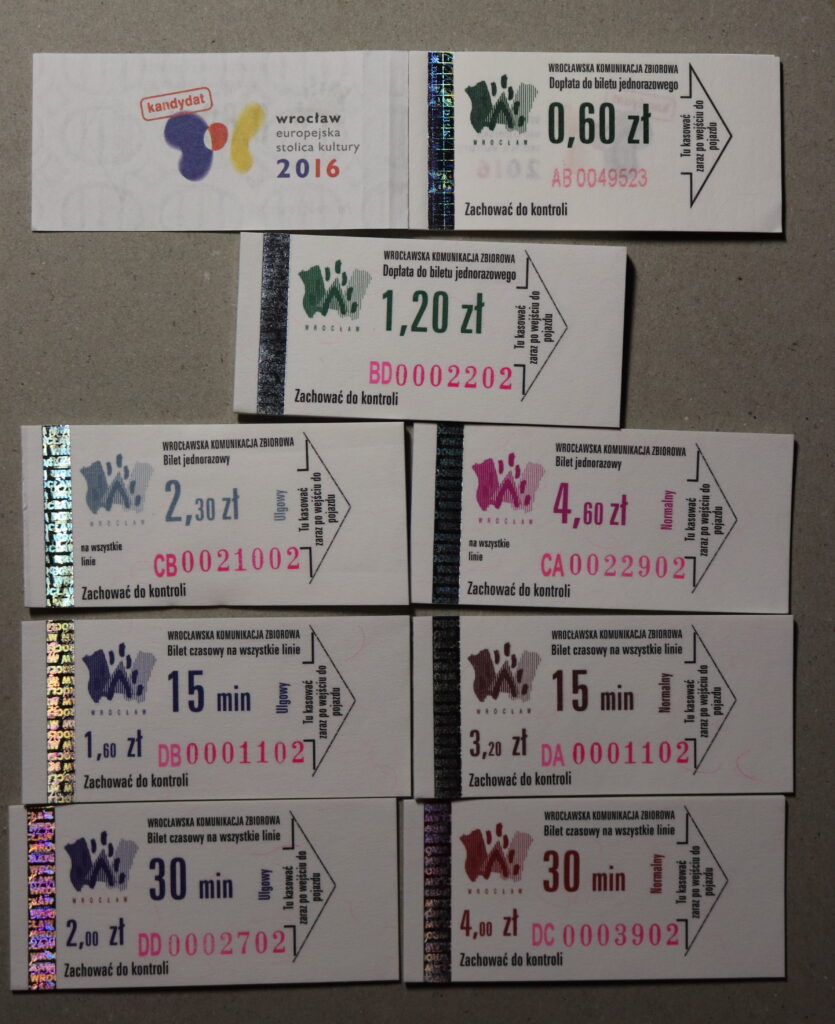 kandydat
wrocław
europejska
stolica kultury
2016
WROCŁAWSKA KOMUNIKACJA ZBIOROWA
Dopłata do biletu jednorazowego
0,60 zł
WROCŁAW
AB 0049523
Zachować do kontroli
Tu kasować
zaraz po wejściu do
pojazdu
WROCŁAWSKA KOMUNIKACJA ZBIOROWA
Dopłata do biletu jednorazowego
1,20 zł
WROCŁAW
BD0002202
Zachować do kontroli
Tu kasować
zaraz po wejściu do
pojazdu
WROCŁAWSKA KOMUNIKACJA ZBIOROWA
Bilet jednorazowy
2,30 zł
Ulgowy
WROCŁAW
na wszystkie
linie
CB0021002
Zachować do kontroli
Tu kasować
zaraz po wejściu do
pojazdu
WROCŁAWSKA KOMUNIKACJA ZBIOROWA
Bilet jednorazowy
4,60 zł
Normalny
WROCŁAW
na wszystkie
linie
CA0022902
Zachować do kontroli
Tu kasować
zaraz po wejściu do
pojazdu
WROCŁAWSKA KOMUNIKACJA ZBIOROWA
Bilet czasowy na wszystkie linie
15 min
Ulgowy
WROCŁAW
1,60 zł
DB0001102
Zachować do kontroli
Tu kasować
zaraz po wejściu do
pojazdu
WROCŁAWSKA KOMUNIKACJA ZBIOROWA
Bilet czasowy na wszystkie linie
15 min
Normalny
WROCŁAW
3,20 zł
DA0001102
Zachować do kontroli
Tu kasować
zaraz po wejściu do
pojazdu
WROCŁAWSKA KOMUNIKACJA ZBIOROWA
Bilet czasowy na wszystkie linie
30 min
Ulgowy
WROCŁAW
2,00 zł
DD0002702
Zachować do kontroli
Tu kasować
zaraz po wejściu do
pojazdu
WROCŁAWSKA KOMUNIKACJA ZBIOROWA
Bilet czasowy na wszystkie linie
30 min
Normalny
WROCŁAW
4,00 zł
DC0003902
Zachować do kontroli
Tu kasować
zaraz po wejściu do
pojazdu